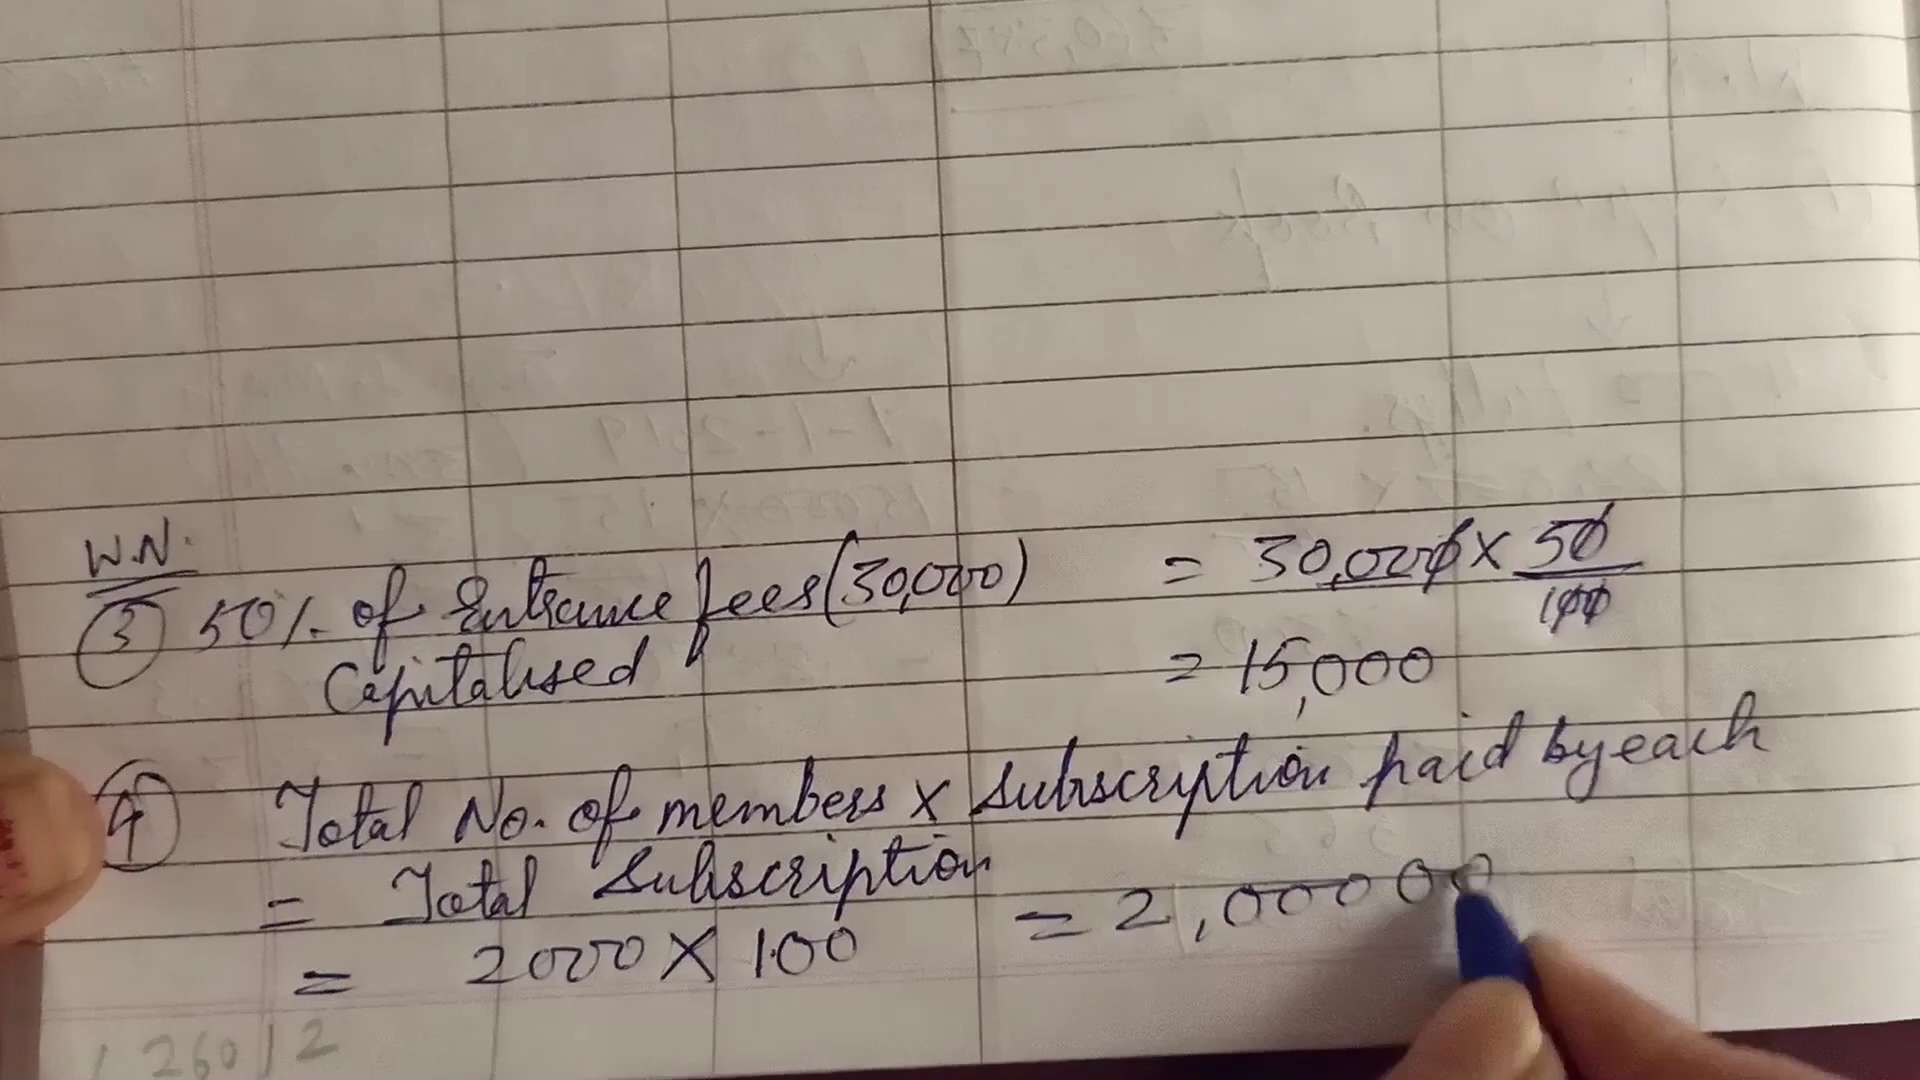 W.N.
③ 50% of Entrance fees (30,000) = 30,000 × 50/100
Capitalised = 15,000
④ Total No. of members × Subscription paid by each
= Total Subscription
= 2000 × 100 = 2,00000
126012